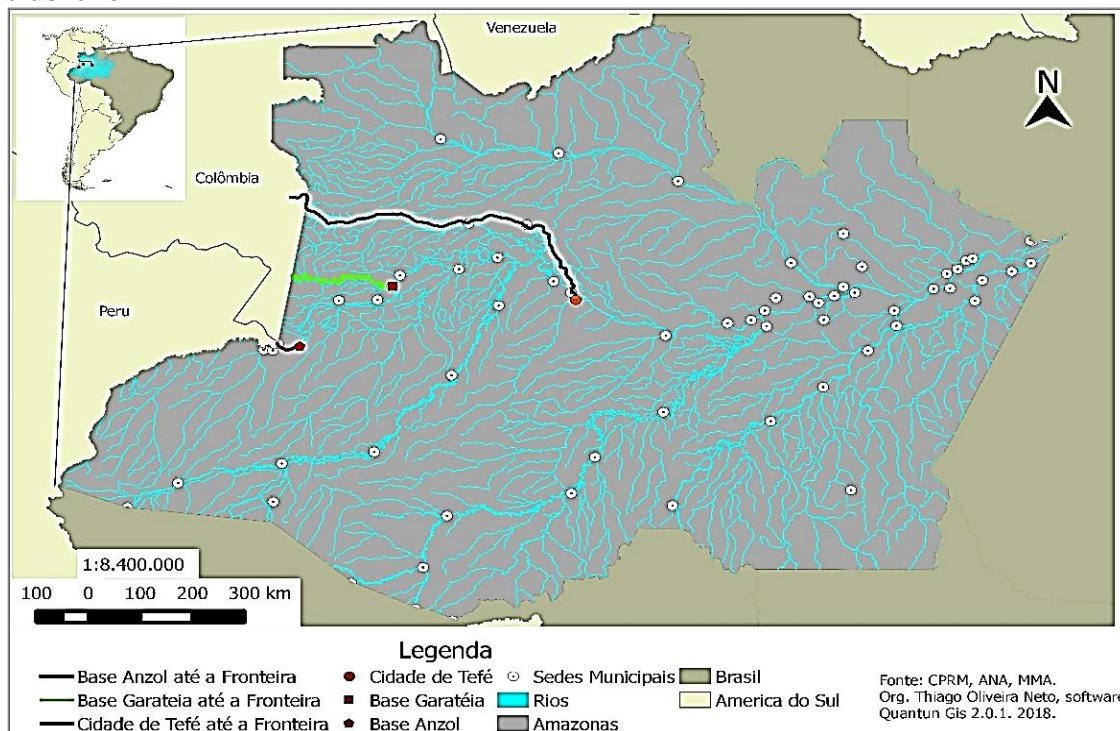 Venezuela
N
Colômbia
Peru
1:8.400.000
100 0 100 200 300 km
Legenda
Base Anzol até a Fronteira
Base Garateia até a Fronteira
Cidade de Tefé até a Fronteira
Cidade de Tefé
Base Garatéia
Base Anzol
Sedes Municipais
Rios
Amazonas
Brasil
America do Sul
Fonte: CPRM, ANA, MMA.
Org. Thiago Oliveira Neto, software
Quantun Gis 2.0.1. 2018.